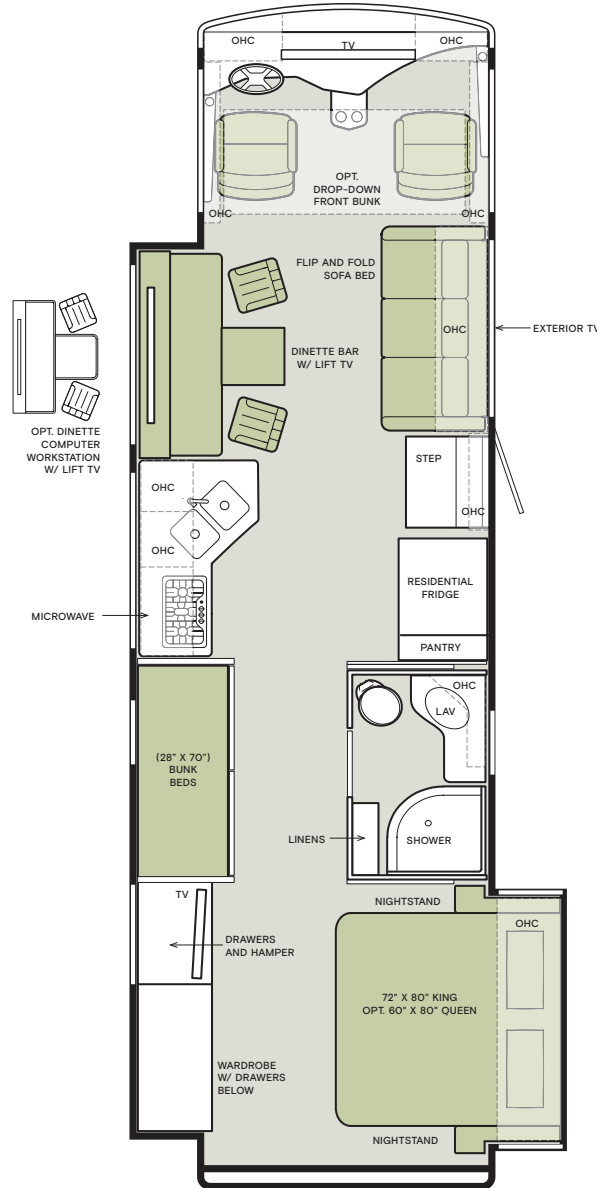 OHC
TV
OHC
OPT.
DROP-DOWN
FRONT BUNK
OHC
OHC
FLIP AND FOLD
SOFA BED
OHC
EXTERIOR TV
DINETTE BAR
W/ LIFT TV
OPT. DINETTE
COMPUTER
WORKSTATION
W/ LIFT TV
STEP
OHC
OHC
OHC
RESIDENTIAL
FRIDGE
MICROWAVE
PANTRY
OHC
LAV
(28" X 70")
BUNK
BEDS
LINENS
SHOWER
TV
NIGHTSTAND
OHC
DRAWERS
AND HAMPER
72" X 80" KING
OPT. 60" X 80" QUEEN
WARDROBE
W/ DRAWERS
BELOW
NIGHTSTAND